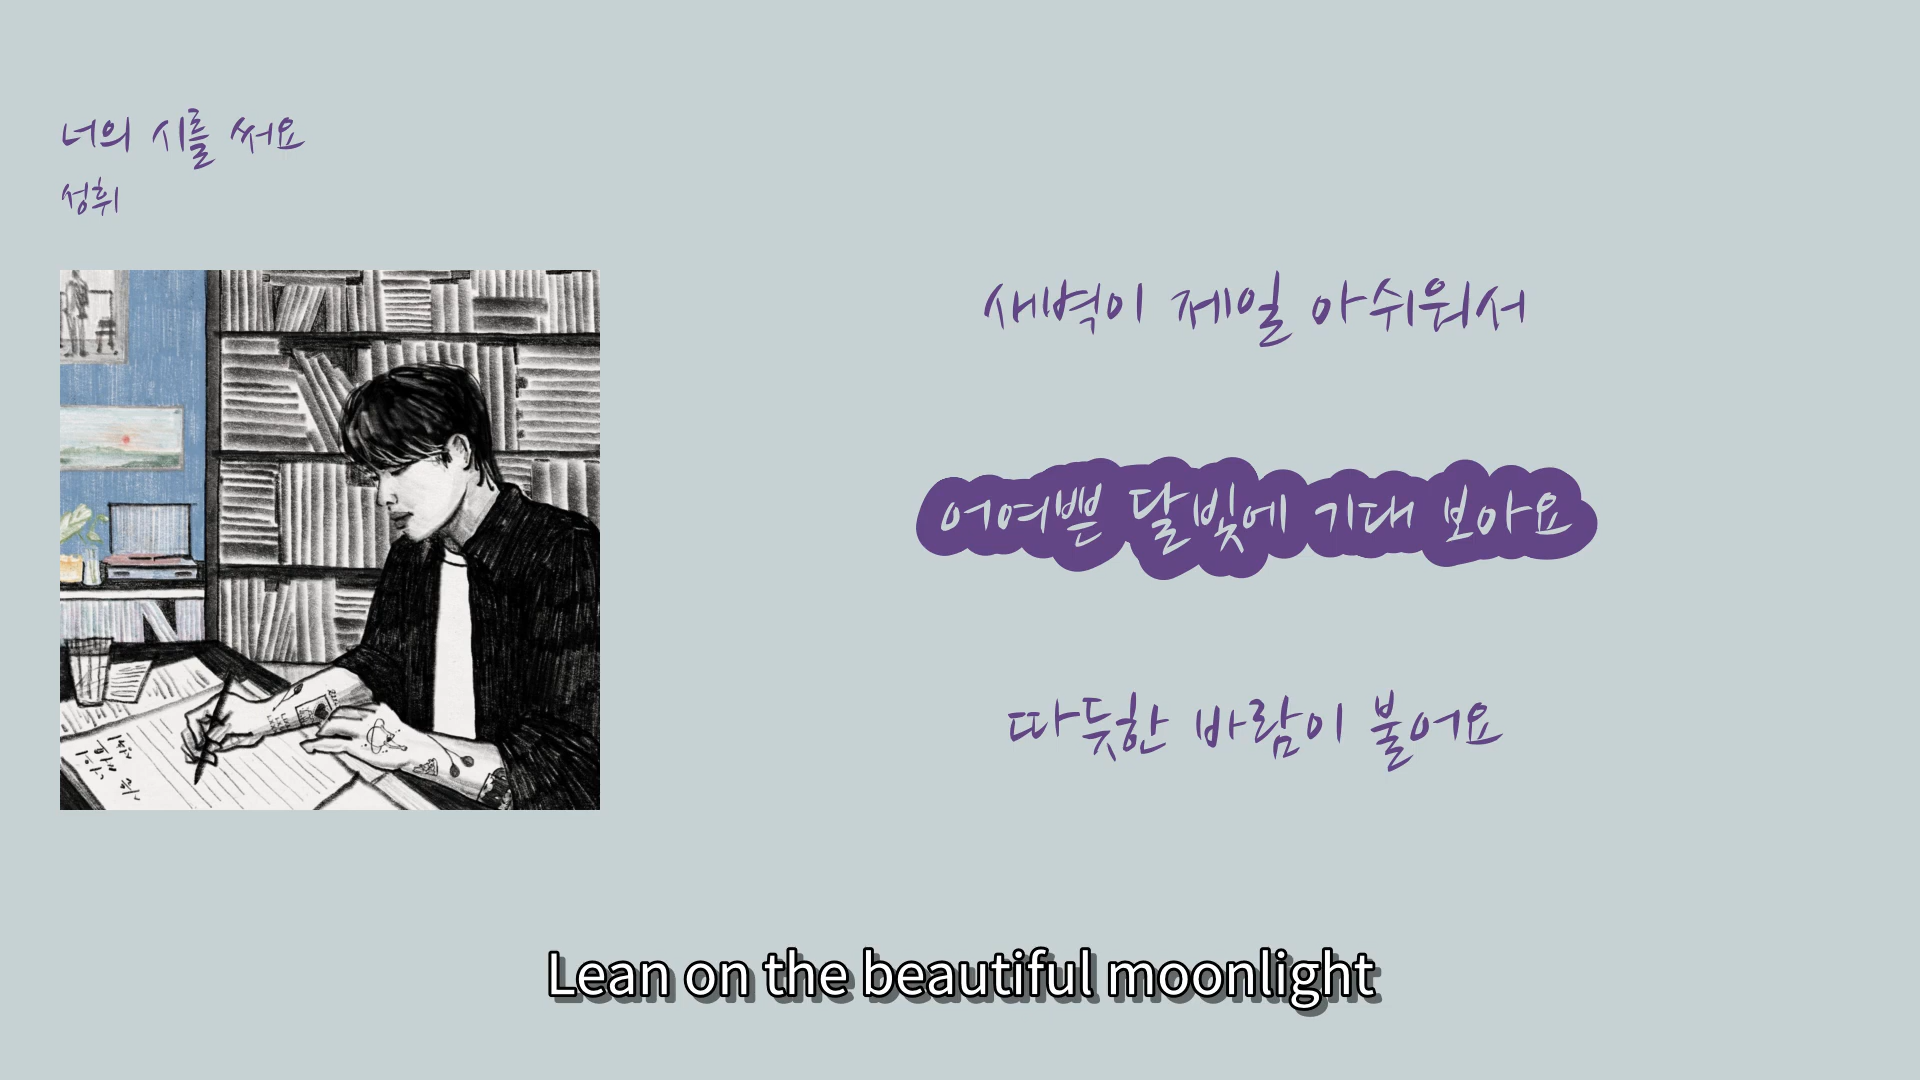 너의 시를 써요
성휘
새벽이 제일 아쉬워서
어여쁜 달빛에 기대 보아요
따듯한 바람이 불어요
Lean on the beautiful moonlight